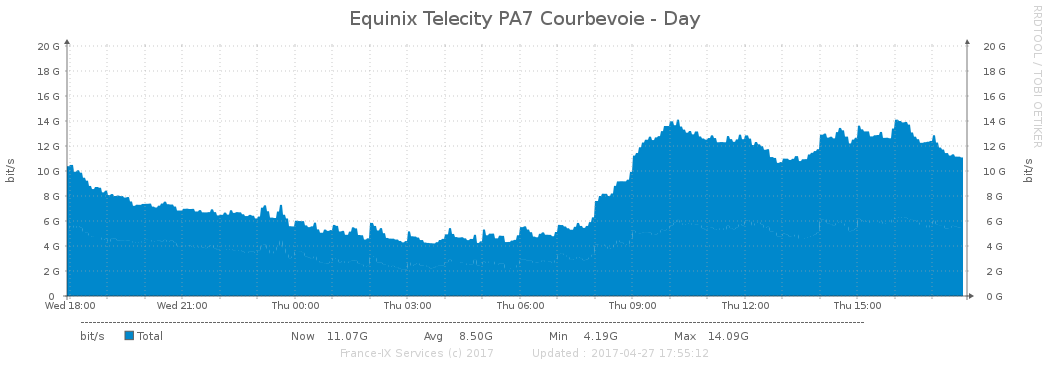 Equinix Telecity PA7 Courbevoie - Day
RRDTOOL / TOBI OETIKER
20 G 20 G
18 G 18 G
16 G 16 G
14 G 14 G
12 G 12 G
10 G 10 G
8 G 8 G
6 G 6 G
4 G 4 G
2 G 2 G
0 0 G
bit/s bit/s
Wed 18:00 Wed 21:00 Thu 00:00 Thu 03:00 Thu 06:00 Thu 09:00 Thu 12:00 Thu 15:00
bit/s Total Now 11.07G Avg 8.50G Min 4.19G Max 14.09G
France-IX Services (c) 2017 Updated : 2017-04-27 17:55:12